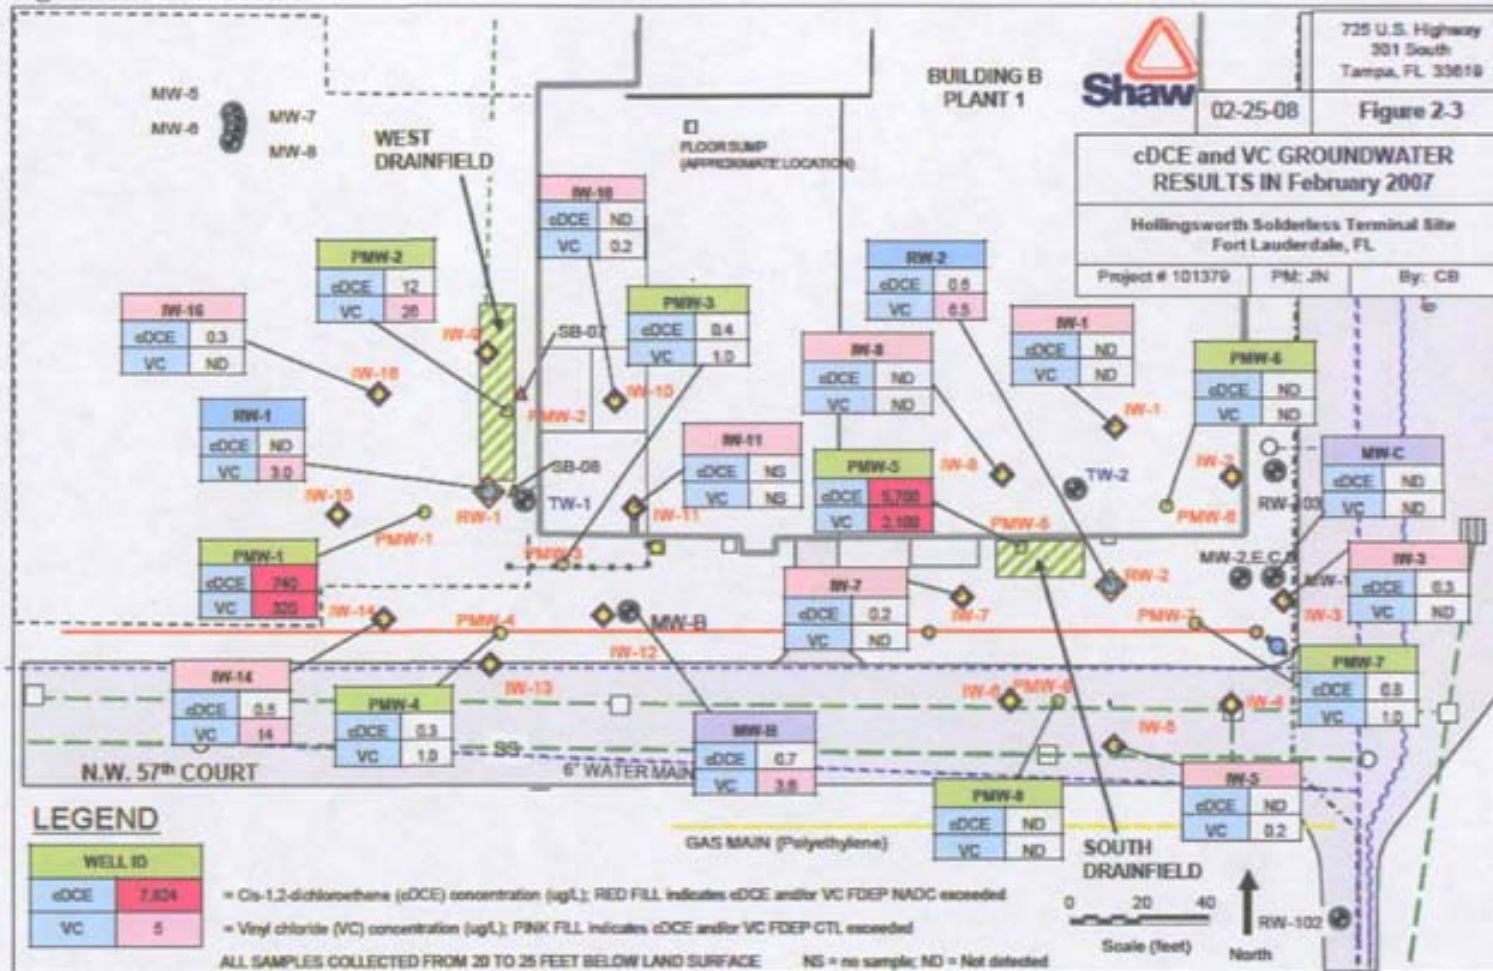 725 U.S. Highway
301 South
Tampa, FL 33619
Shaw
02-25-08
Figure 2-3
cDCE and VC GROUNDWATER
RESULTS IN February 2007
Hollingsworth Solderless Terminal Site
Fort Lauderdale, FL
Project # 101379
PM: JN
By: CB
BUILDING B
PLANT 1
MW-5
MW-6
MW-7
MW-8
WEST
DRAINFIELD
FLOOR SUMP
(APPROXIMATE LOCATION)
IW-10
cDCE ND
VC 0.2
PMW-2
cDCE 12
VC 26
RW-2
cDCE 0.6
VC 6.5
IW-16
cDCE 0.3
VC ND
PMW-3
cDCE 0.4
VC 1.0
IW-1
cDCE ND
VC ND
IW-8
cDCE ND
VC ND
PMW-6
cDCE ND
VC ND
IW-9
SB-07
IW-16
PMW-2
IW-10
IW-1
RW-1
cDCE ND
VC 3.0
IW-11
cDCE NS
VC NS
PMW-5
cDCE 5,700
VC 2,100
MW-C
cDCE ND
VC ND
SB-08
IW-8
TW-2
IW-2
IW-15
RW-1
TW-1
IW-11
PMW-1
PMW-5
PMW-6
PMW-1
cDCE 740
VC 320
PMW-3
IW-7
cDCE 0.2
VC ND
IW-3
cDCE 0.3
VC ND
RW-2
MW-2,E,C,
IW-14
PMW-4
MW-B
IW-12
IW-7
PMW-7
IW-3
IW-14
cDCE 0.5
VC 14
IW-13
PMW-4
cDCE 0.3
VC 1.0
MW-B
cDCE 0.7
VC 3.6
IW-6
PMW-8
IW-4
IW-5
PMW-7
cDCE 0.8
VC 1.0
N.W. 57th COURT
SS
6" WATER MAIN
PMW-8
cDCE ND
VC ND
IW-5
cDCE ND
VC 0.2
GAS MAIN (Polyethylene)
SOUTH
DRAINFIELD
LEGEND
WELL ID
cDCE 7,024
VC 5
= Cis-1,2-dichloroethene (cDCE) concentration (ug/L); RED FILL indicates cDCE and/or VC FDEP NADC exceeded
= Vinyl chloride (VC) concentration (ug/L); PINK FILL indicates cDCE and/or VC FDEP CTL exceeded
ALL SAMPLES COLLECTED FROM 20 TO 25 FEET BELOW LAND SURFACE
NS = no sample; ND = Not detected
0 20 40
Scale (feet)
North
RW-102